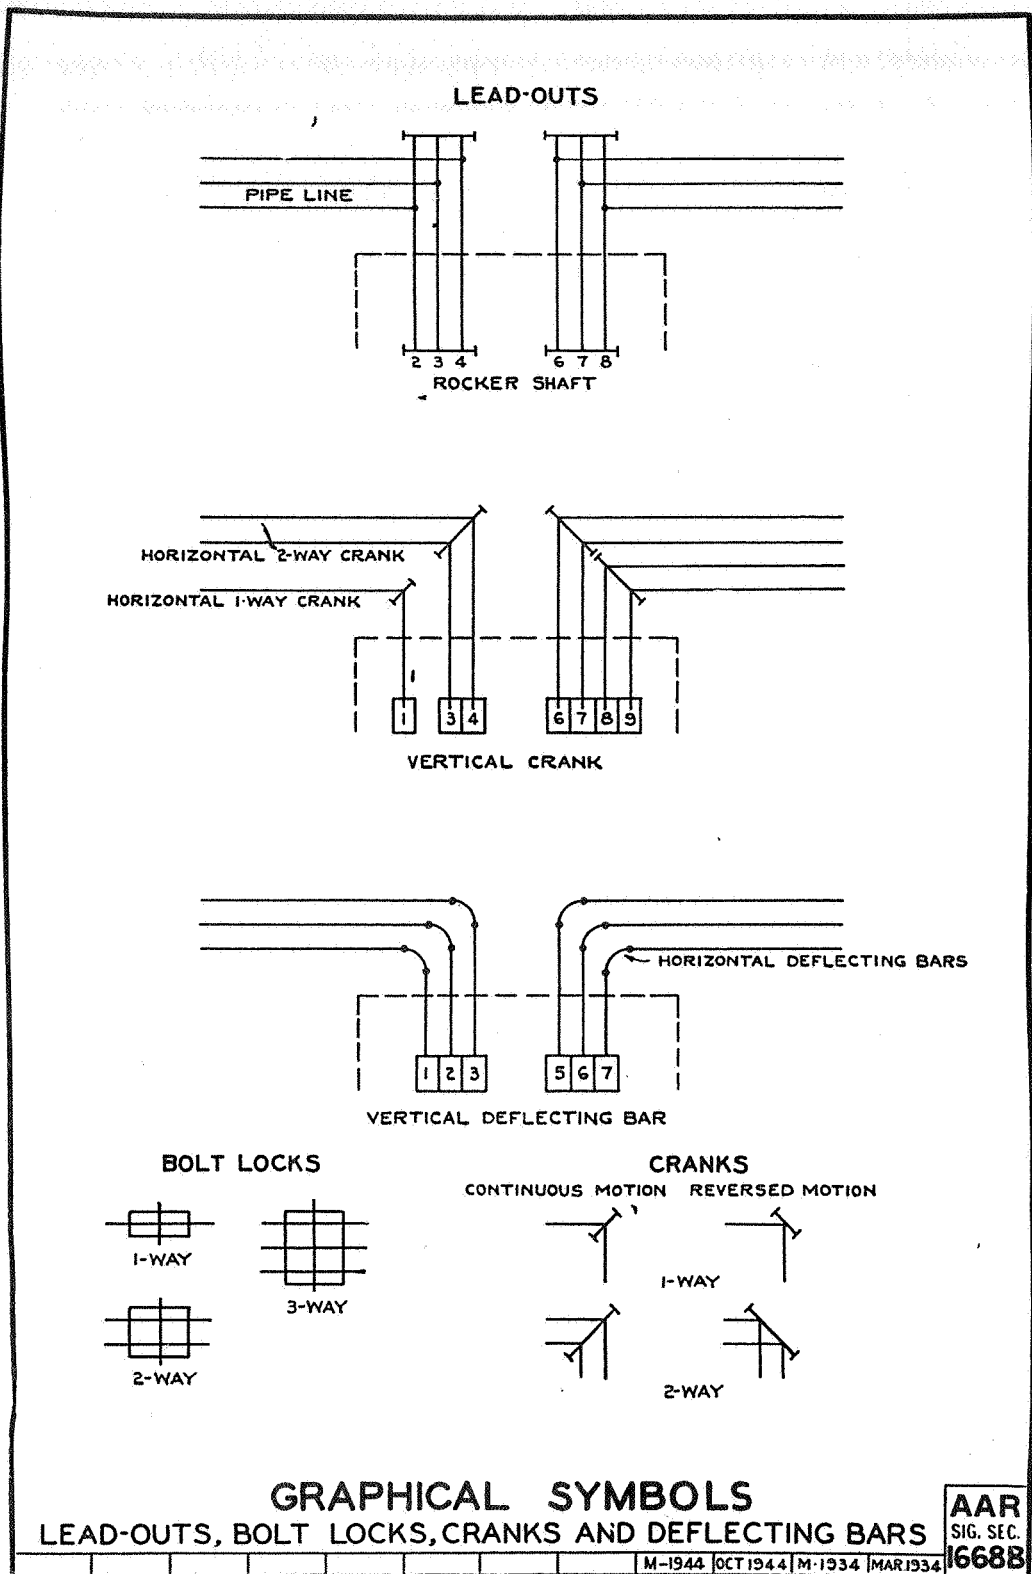 LEAD-OUTS
PIPE LINE
2 3 4
6 7 8
ROCKER SHAFT
HORIZONTAL 2-WAY CRANK
HORIZONTAL 1-WAY CRANK
1 3 4
6 7 8 9
VERTICAL CRANK
HORIZONTAL DEFLECTING BARS
1 2 3
5 6 7
VERTICAL DEFLECTING BAR
BOLT LOCKS
1-WAY
3-WAY
2-WAY
CRANKS
CONTINUOUS MOTION REVERSED MOTION
1-WAY
2-WAY
GRAPHICAL SYMBOLS
LEAD-OUTS, BOLT LOCKS, CRANKS AND DEFLECTING BARS
M-1944 OCT 1944 M-1934 MAR 1934
AAR
SIG. SEC.
1668B